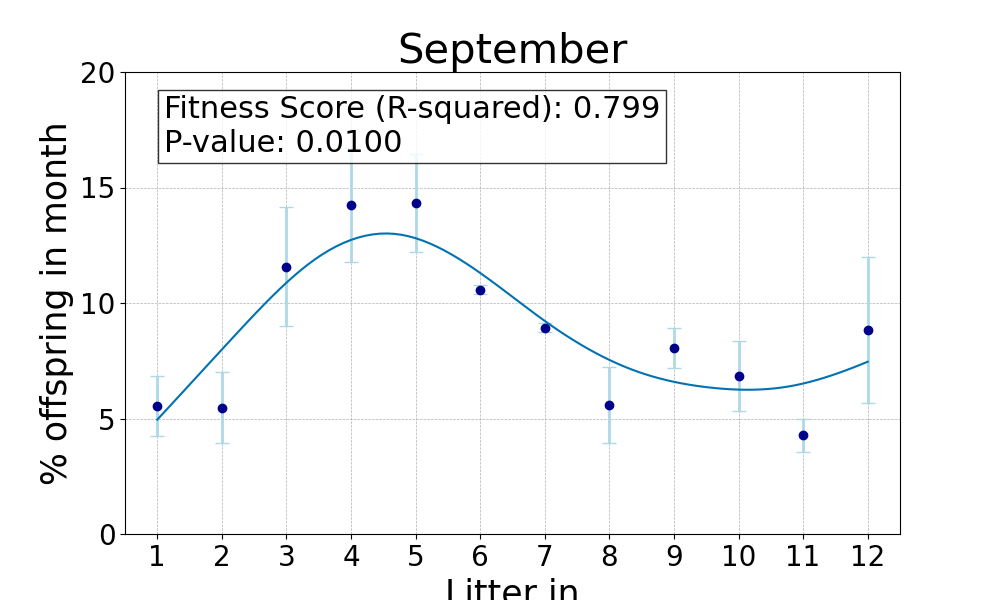 September
Fitness Score (R-squared): 0.799
P-value: 0.0100
% offspring in month
20
15
10
5
0
1 2 3 4 5 6 7 8 9 10 11 12
Litter in